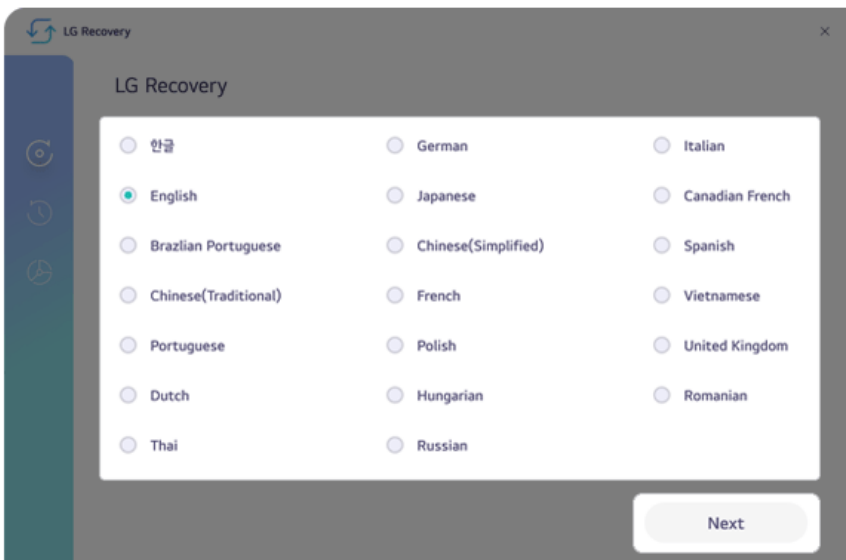 LG Recovery
LG Recovery
한글 German Italian
English Japanese Canadian French
Brazlian Portuguese Chinese(Simplified) Spanish
Chinese(Traditional) French Vietnamese
Portuguese Polish United Kingdom
Dutch Hungarian Romanian
Thai Russian
Next